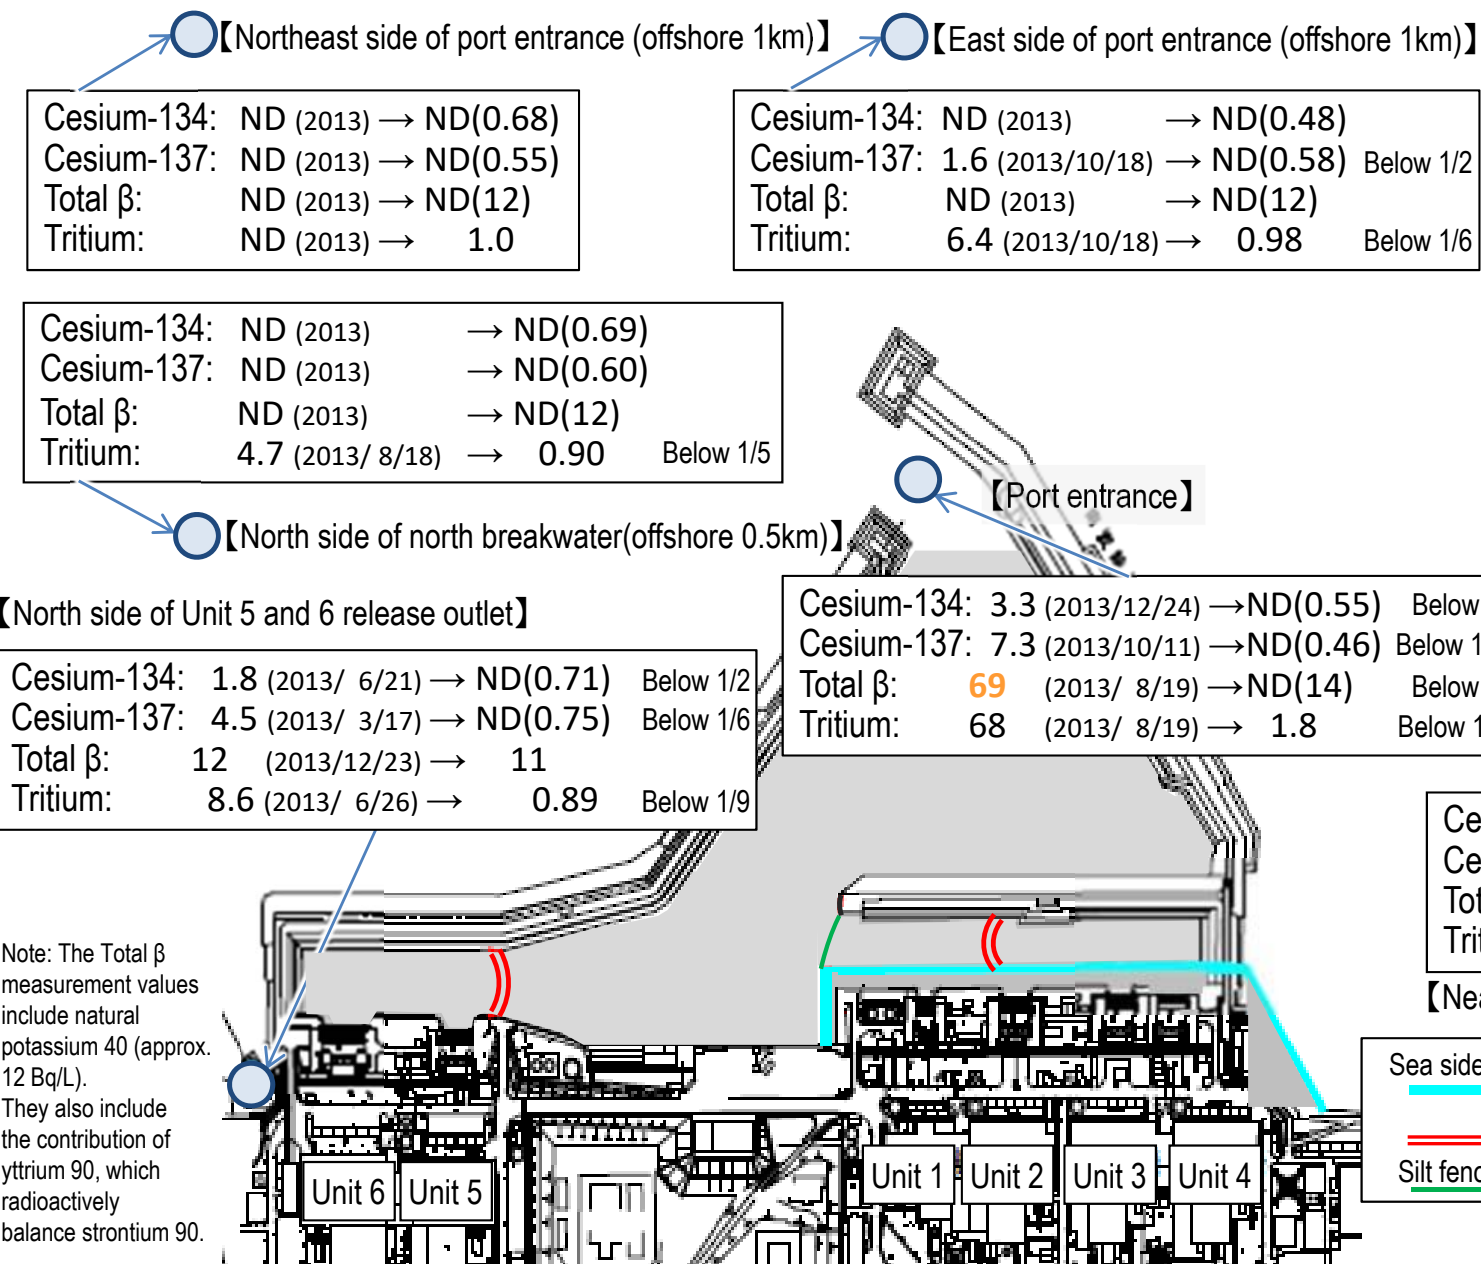 【Northeast side of port entrance (offshore 1km)】
Cesium-134: ND (2013) → ND(0.68)
Cesium-137: ND (2013) → ND(0.55)
Total β: ND (2013) → ND(12)
Tritium: ND (2013) → 1.0
【East side of port entrance (offshore 1km)】
Cesium-134: ND (2013) → ND(0.48)
Cesium-137: 1.6 (2013/10/18) → ND(0.58) Below 1/2
Total β: ND (2013) → ND(12)
Tritium: 6.4 (2013/10/18) → 0.98 Below 1/6
Cesium-134: ND (2013) → ND(0.69)
Cesium-137: ND (2013) → ND(0.60)
Total β: ND (2013) → ND(12)
Tritium: 4.7 (2013/ 8/18) → 0.90 Below 1/5
【North side of north breakwater(offshore 0.5km)】
【Port entrance】
Cesium-134: 3.3 (2013/12/24) →ND(0.55) Below
Cesium-137: 7.3 (2013/10/11) →ND(0.46) Below 1
Total β: 69 (2013/ 8/19) →ND(14) Below
Tritium: 68 (2013/ 8/19) → 1.8 Below 1
【North side of Unit 5 and 6 release outlet】
Cesium-134: 1.8 (2013/ 6/21) → ND(0.71) Below 1/2
Cesium-137: 4.5 (2013/ 3/17) → ND(0.75) Below 1/6
Total β: 12 (2013/12/23) → 11
Tritium: 8.6 (2013/ 6/26) → 0.89 Below 1/9
Ce
Ce
Tot
Trit
【Nea
Note: The Total β
measurement values
include natural
potassium 40 (approx.
12 Bq/L).
They also include
the contribution of
yttrium 90, which
radioactively
balance strontium 90.
Sea side
Silt fenc
Unit 6
Unit 5
Unit 1
Unit 2
Unit 3
Unit 4